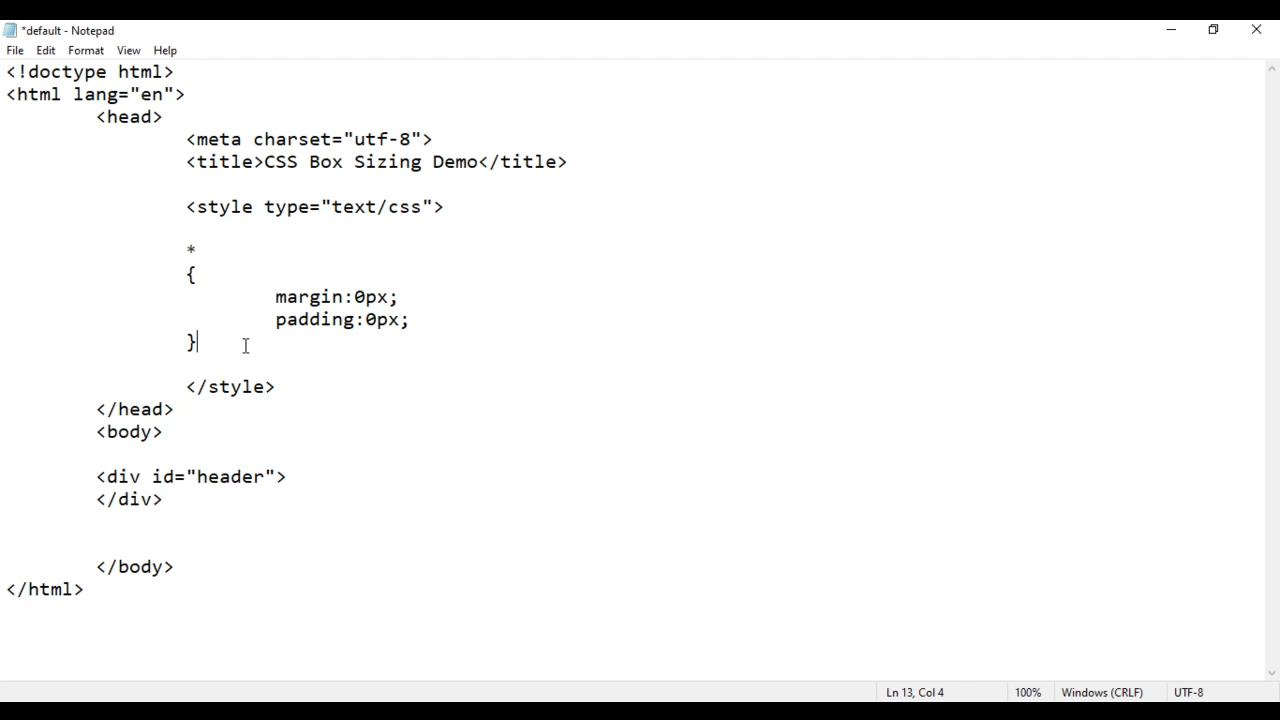 *default - Notepad
File Edit Format View Help
<!doctype html>
<html lang="en">
<head>
<meta charset="utf-8">
<title>CSS Box Sizing Demo</title>
<style type="text/css">
*
{
margin:0px;
padding:0px;
}
</style>
</head>
<body>
<div id="header">
</div>
</body>
</html>
Ln 13, Col 4 100% Windows (CRLF) UTF-8